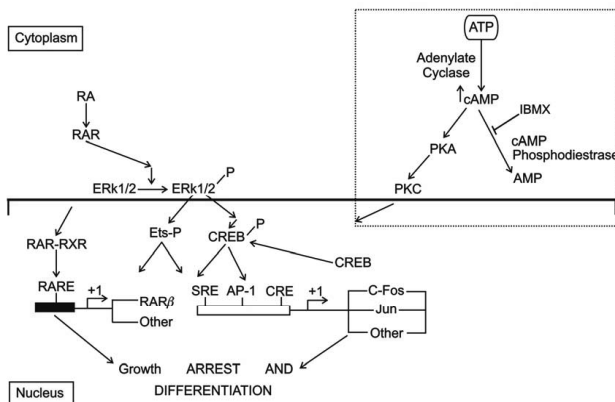 Cytoplasm
ATP
Adenylate
Cyclase
cAMP
IBMX
cAMP
Phosphodiestrase
PKA
AMP
PKC
RA
RAR
P
ERk1/2
ERk1/2
RAR-RXR
Ets-P
P
CREB
CREB
RARE
+1
RARβ
Other
SRE
AP-1
CRE
+1
C-Fos
Jun
Other
Growth ARREST AND
DIFFERENTIATION
Nucleus